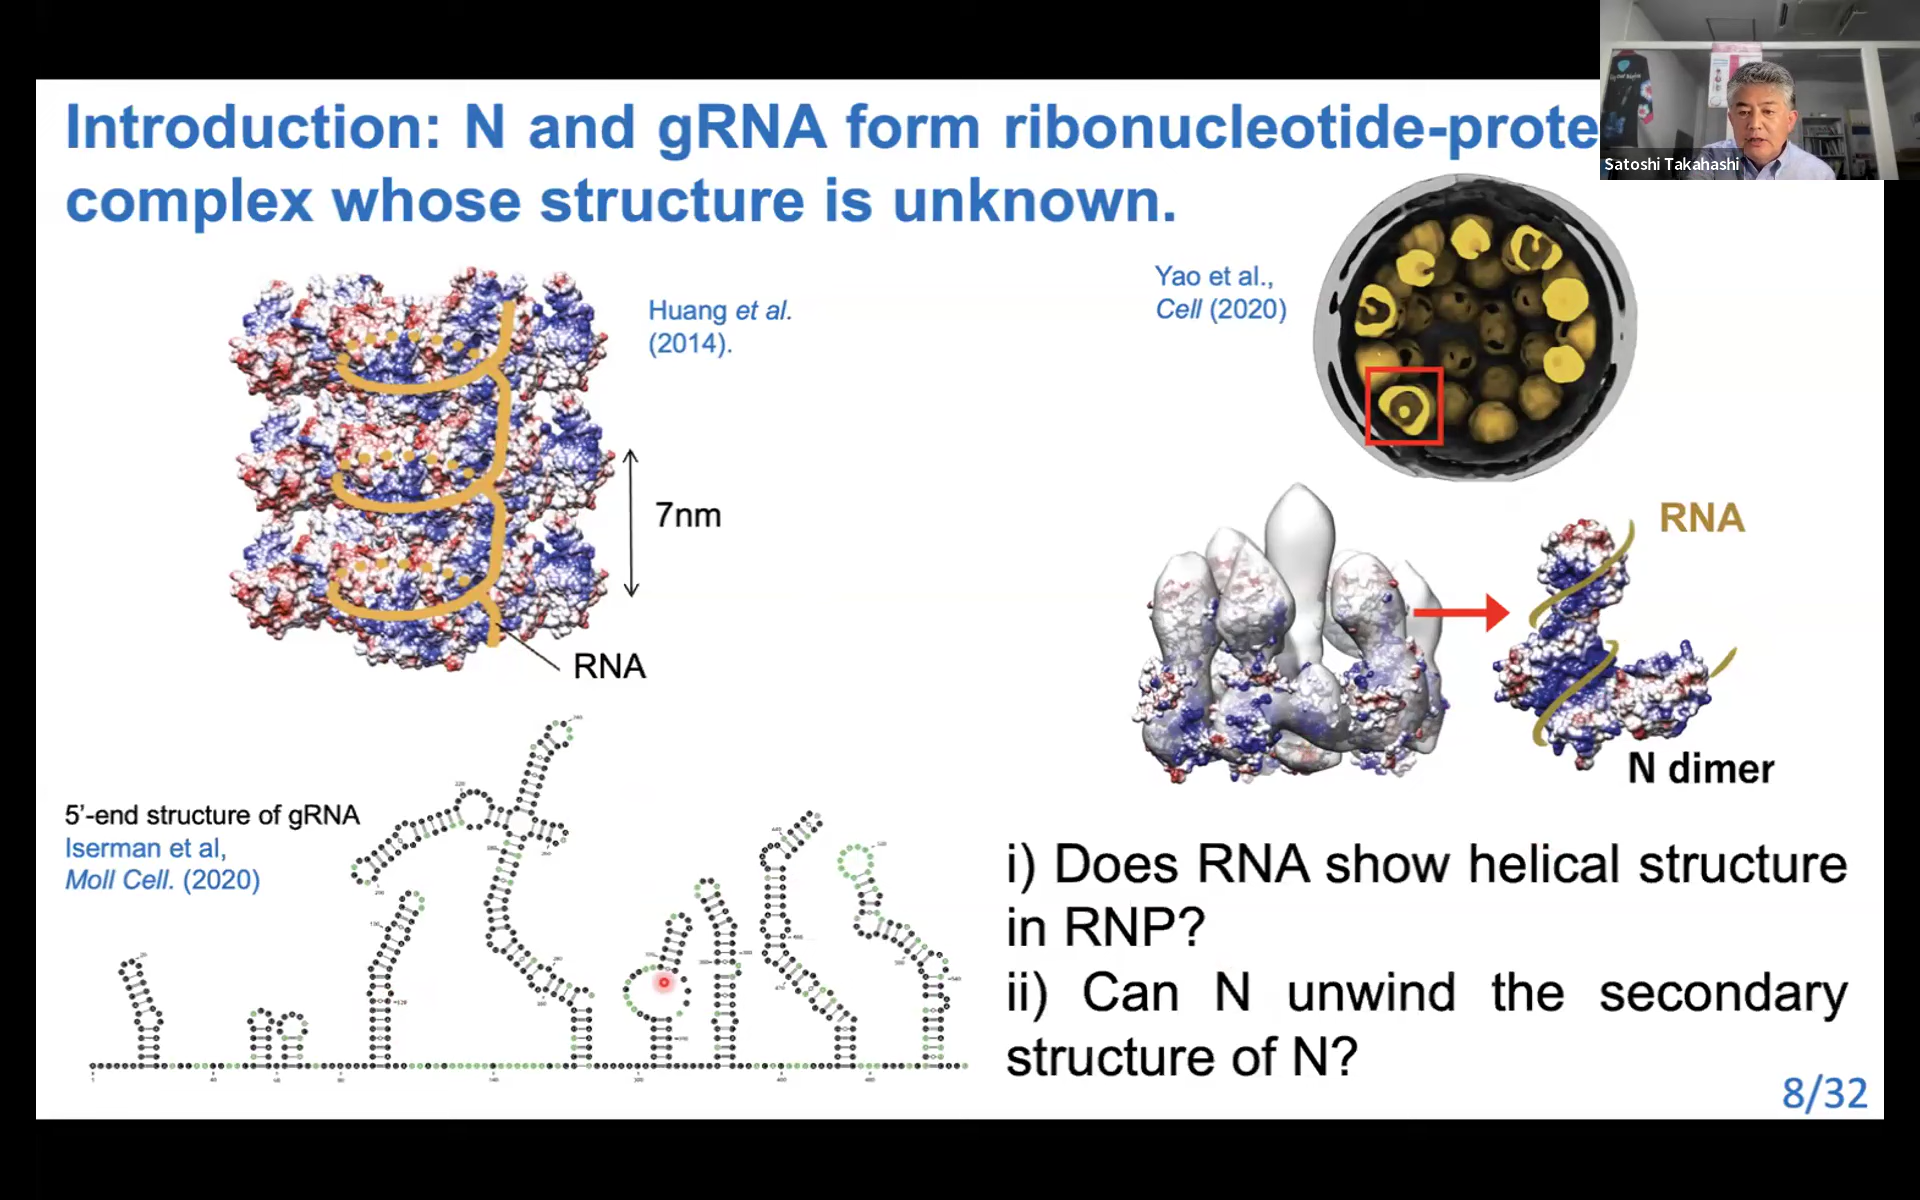 Introduction: N and gRNA form ribonucleotide-prote
complex whose structure is unknown.
Satoshi Takahashi
Huang et al.
(2014).
Yao et al.,
Cell (2020)
7nm
RNA
RNA
N dimer
5’-end structure of gRNA
Iserman et al,
Moll Cell. (2020)
i) Does RNA show helical structure
in RNP?
ii) Can N unwind the secondary
structure of N?
8/32